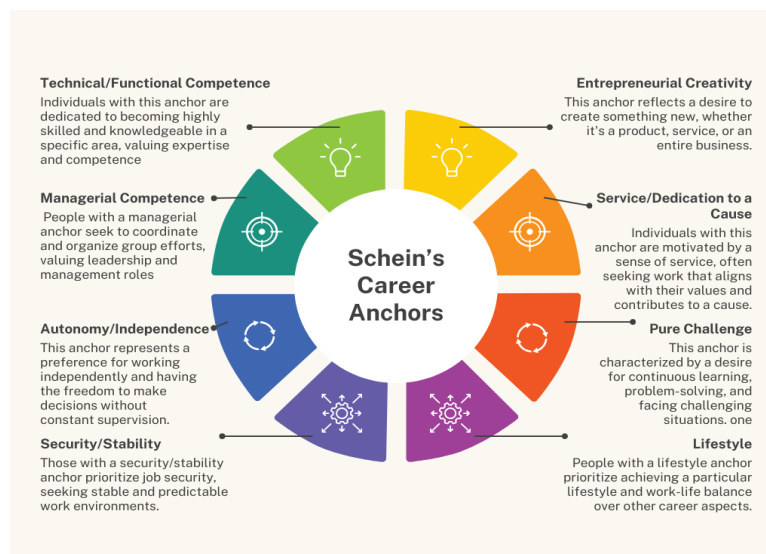 Technical/Functional Competence
Individuals with this anchor are
dedicated to becoming highly
skilled and knowledgeable in a
specific area, valuing expertise
and competence
Managerial Competence
People with a managerial
anchor seek to coordinate
and organize group efforts,
valuing leadership and
management roles
Autonomy/Independence
This anchor represents a
preference for working
independently and having
the freedom to make
decisions without
constant supervision.
Security/Stability
Those with a security/stability
anchor prioritize job security,
seeking stable and predictable
work environments.
Schein's
Career
Anchors
Entrepreneurial Creativity
This anchor reflects a desire to
create something new, whether
it's a product, service, or an
entire business.
Service/Dedication to a
Cause
Individuals with this
anchor are motivated by a
sense of service, often
seeking work that aligns
with their values and
contributes to a cause.
Pure Challenge
This anchor is
characterized by a desire
for continuous learning,
problem-solving, and
facing challenging
situations. one
Lifestyle
People with a lifestyle anchor
prioritize achieving a particular
lifestyle and work-life balance
over other career aspects.